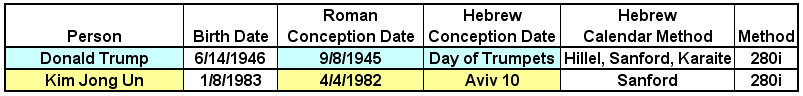 Person Birth Date Roman Conception Date Hebrew Conception Date Hebrew Calendar Method Method
Donald Trump 6/14/1946 9/8/1945 Day of Trumpets Hillel, Sanford, Karaite 280i
Kim Jong Un 1/8/1983 4/4/1982 Aviv 10 Sanford 280i